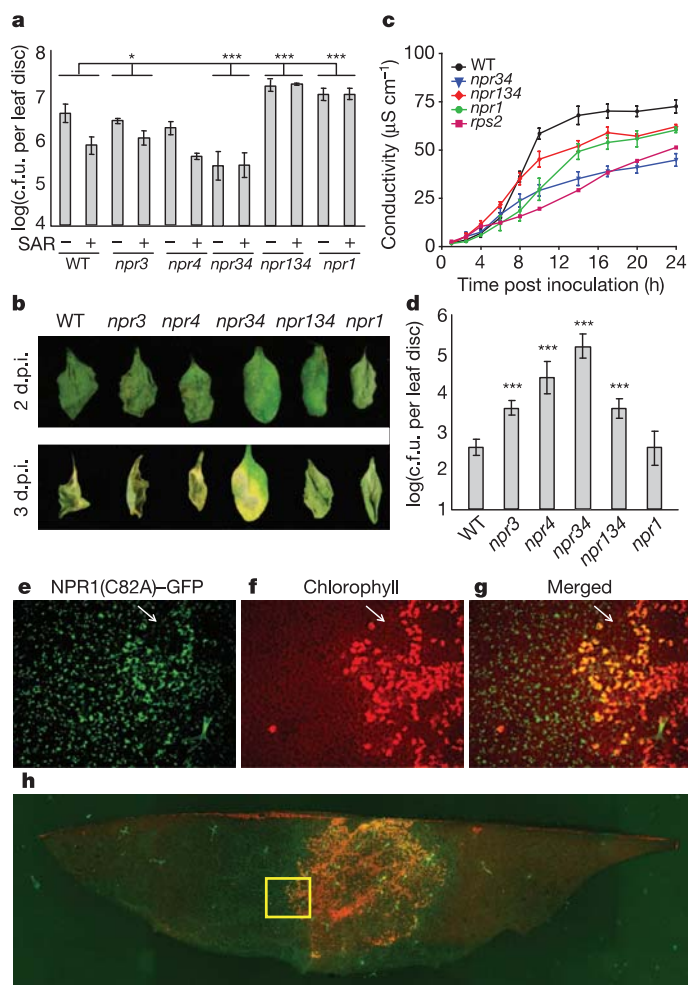 a
8
7
6
5
4
log(c.f.u. per leaf disc)
* *** *** ***
SAR – + – + – + – + – + – +
WT npr3 npr4 npr34 npr134 npr1
c
100
75
50
25
0
Conductivity (μS cm⁻¹)
WT
npr34
npr134
npr1
rps2
0 4 8 12 16 20 24
Time post inoculation (h)
b
WT npr3 npr4 npr34 npr134 npr1
2 d.p.i.
3 d.p.i.
d
6
5
4
3
2
1
log(c.f.u. per leaf disc)
*** *** *** ***
WT npr3 npr4 npr34 npr134 npr1
e NPR1(C82A)–GFP
f Chlorophyll
g Merged
h